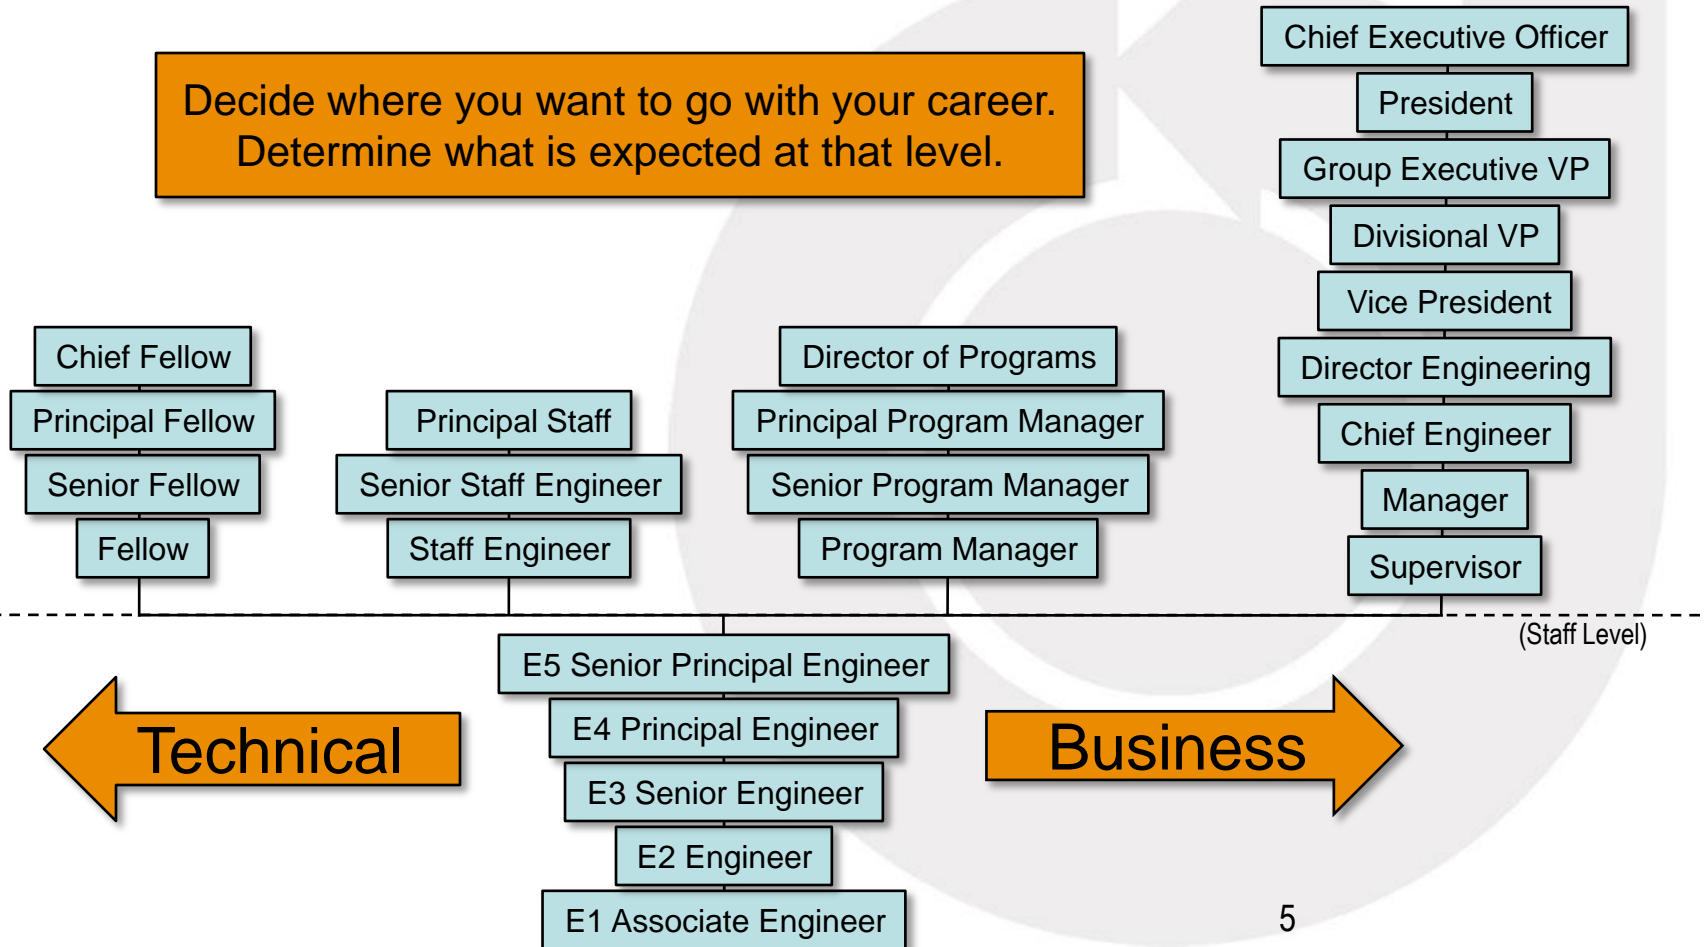 Decide where you want to go with your career.
Determine what is expected at that level.
Chief Executive Officer
President
Group Executive VP
Divisional VP
Vice President
Director Engineering
Chief Engineer
Manager
Supervisor
Chief Fellow
Principal Fellow
Senior Fellow
Fellow
Principal Staff
Senior Staff Engineer
Staff Engineer
Director of Programs
Principal Program Manager
Senior Program Manager
Program Manager
(Staff Level)
E5 Senior Principal Engineer
E4 Principal Engineer
E3 Senior Engineer
E2 Engineer
E1 Associate Engineer
Technical
Business
5